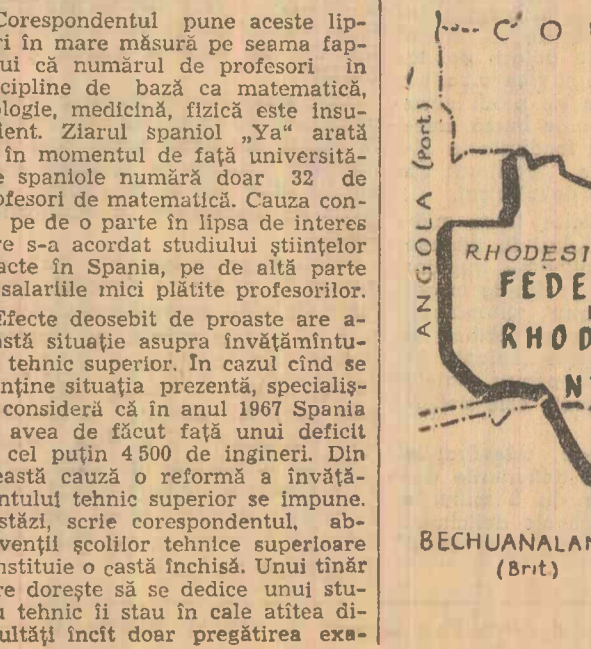 Corespondentul pune aceste lip-
ri în mare măsură pe seama fap-
ui că numărul de profesori în
cipline de bază ca matematică,
ologie, medicină, fizică este insu-
ient. Ziarul spaniol „Ya“ arată
în momentul de față universită-
e spaniole numără doar 32 de
ofesori de matematică. Cauza con-
pe de o parte în lipsa de interes
re s-a acordat studiului științelor
acte în Spania, pe de altă parte
salariile mici plătite profesorilor.
Efecte deosebit de proaste are a-
astă situație asupra învățămîntu-
tehnic superior. In cazul cînd se
nține situația prezentă, specialiș-
consideră că în anul 1967 Spania
avea de făcut față unui deficit
cel puțin 4 500 de ingineri. Din
eastă cauză o reformă a învăță-
ntului tehnic superior se impune.
stăzi, scrie corespondentul, ab-
venții școlilor tehnice superioare
nstituie o castă închisă. Unui tînăr
re dorește să se dedice unui stu-
u tehnic îi stau în cale atîtea di-
ultăți încît doar pregătirea exa-
C O
ANGOLA (Port.)
RHODESI
FEDE
RHOD
N
BECHUANALAN
(Brit.)